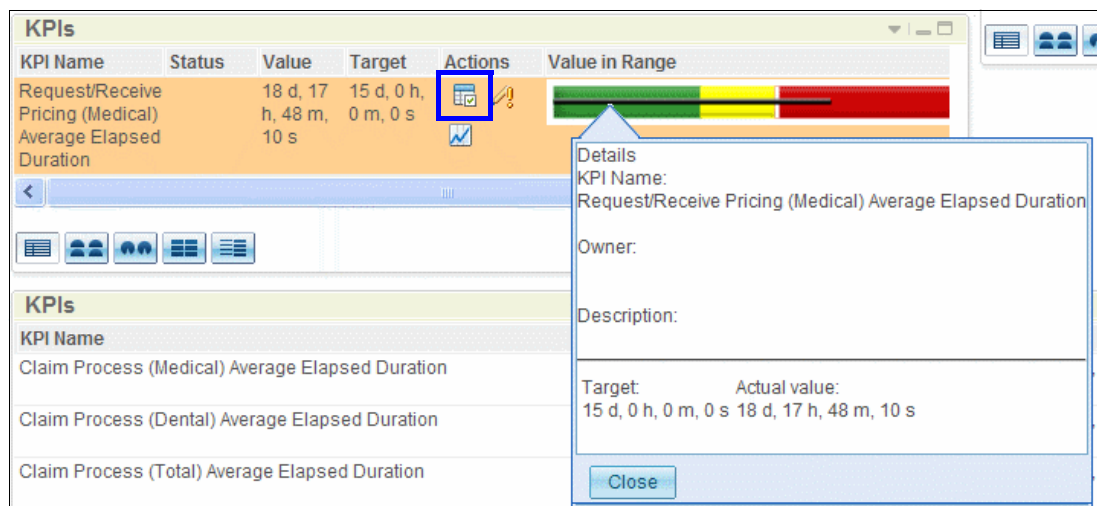 KPIs
KPI Name Status Value Target Actions Value in Range
Request/Receive Pricing (Medical) Average Elapsed Duration
18 d, 17 h, 48 m, 10 s
15 d, 0 h, 0 m, 0 s
Details
KPI Name:
Request/Receive Pricing (Medical) Average Elapsed Duration
Owner:
Description:
Target: Actual value:
15 d, 0 h, 0 m, 0 s 18 d, 17 h, 48 m, 10 s
Close
KPIs
KPI Name
Claim Process (Medical) Average Elapsed Duration
Claim Process (Dental) Average Elapsed Duration
Claim Process (Total) Average Elapsed Duration